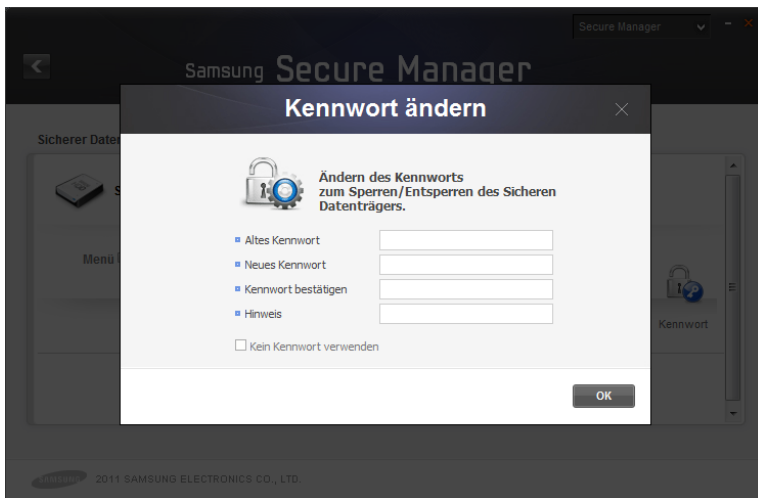 Secure Manager
Samsung Secure Manager
Kennwort ändern
Sicherer Daten
Ändern des Kennworts
zum Sperren/Entsperren des Sicheren
Datenträgers.
Altes Kennwort
Neues Kennwort
Kennwort bestätigen
Hinweis
Kein Kennwort verwenden
OK
Menü
Kennwort
SAMSUNG 2011 SAMSUNG ELECTRONICS CO., LTD.